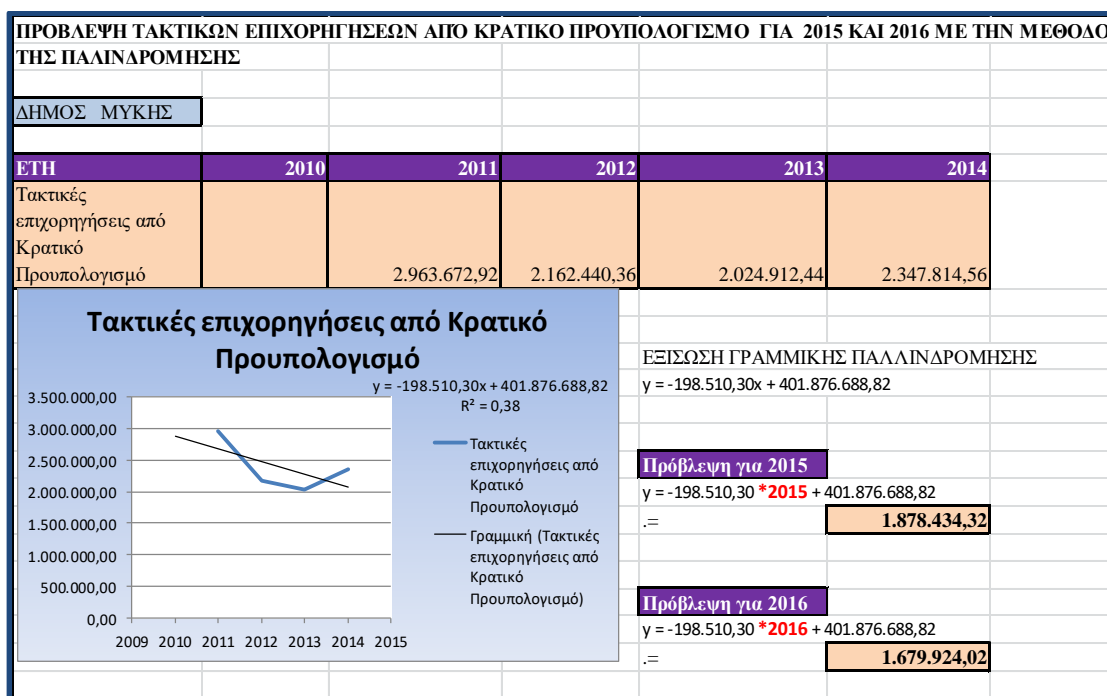 ΠΡΟΒΛΕΨΗ ΤΑΚΤΙΚΩΝ ΕΠΙΧΟΡΗΓΗΣΕΩΝ ΑΠΌ ΚΡΑΤΙΚΟ ΠΡΟΥΠΟΛΟΓΙΣΜΟ ΓΙΑ 2015 ΚΑΙ 2016 ΜΕ ΤΗΝ ΜΕΘΟΔΟ
ΤΗΣ ΠΑΛΙΝΔΡΟΜΗΣΗΣ
ΔΗΜΟΣ ΜΥΚΗΣ
ΕΤΗ 2010 2011 2012 2013 2014
Τακτικές
επιχορηγήσεις από
Κρατικό
Προυπολογισμό 2.963.672,92 2.162.440,36 2.024.912,44 2.347.814,56
Τακτικές επιχορηγήσεις από Κρατικό
Προυπολογισμό
y = -198.510,30x + 401.876.688,82
R² = 0,38
3.500.000,00
3.000.000,00
2.500.000,00
2.000.000,00
1.500.000,00
1.000.000,00
500.000,00
0,00
2009 2010 2011 2012 2013 2014 2015
Τακτικές
επιχορηγήσεις από
Κρατικό
Προυπολογισμό
Γραμμική (Τακτικές
επιχορηγήσεις από
Κρατικό
Προυπολογισμό)
ΕΞΙΣΩΣΗ ΓΡΑΜΜΙΚΗΣ ΠΑΛΛΙΝΔΡΟΜΗΣΗΣ
y = -198.510,30x + 401.876.688,82
Πρόβλεψη για 2015
y = -198.510,30 *2015 + 401.876.688,82
.= 1.878.434,32
Πρόβλεψη για 2016
y = -198.510,30 *2016 + 401.876.688,82
.= 1.679.924,02